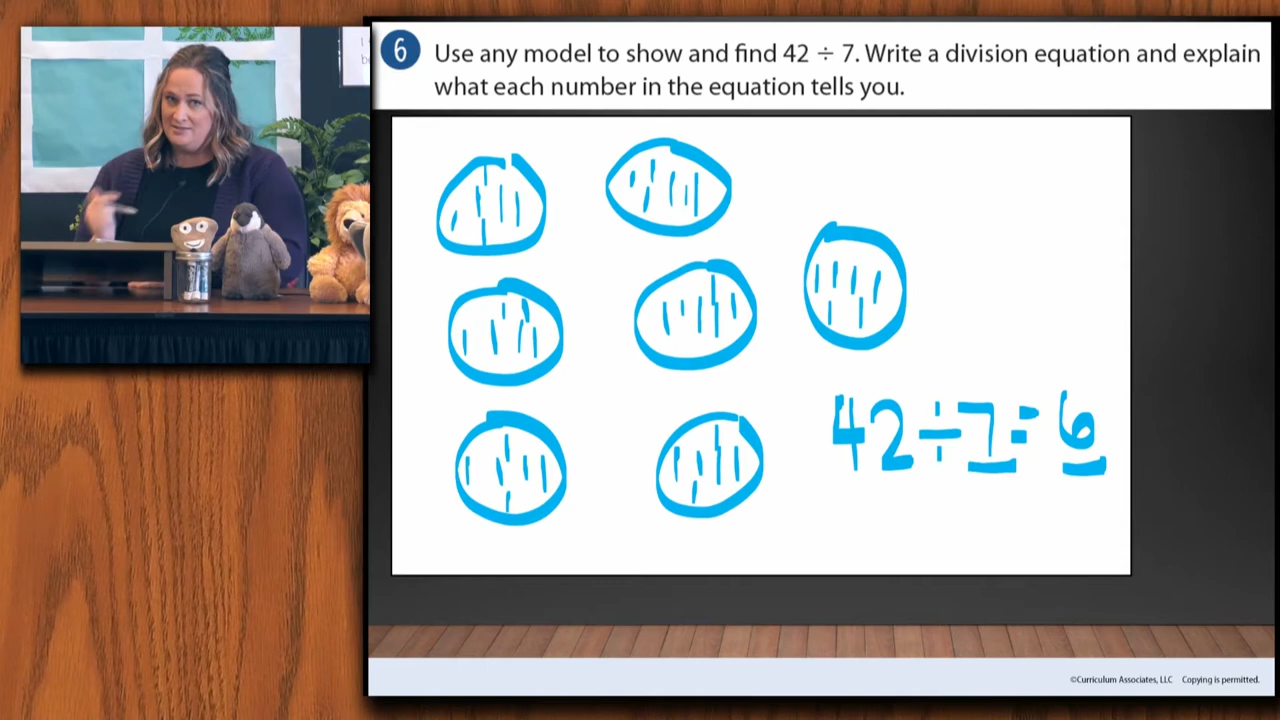 6
Use any model to show and find 42 ÷ 7. Write a division equation and explain
what each number in the equation tells you.
42 ÷ 7 = 6
©Curriculum Associates, LLC Copying is permitted.